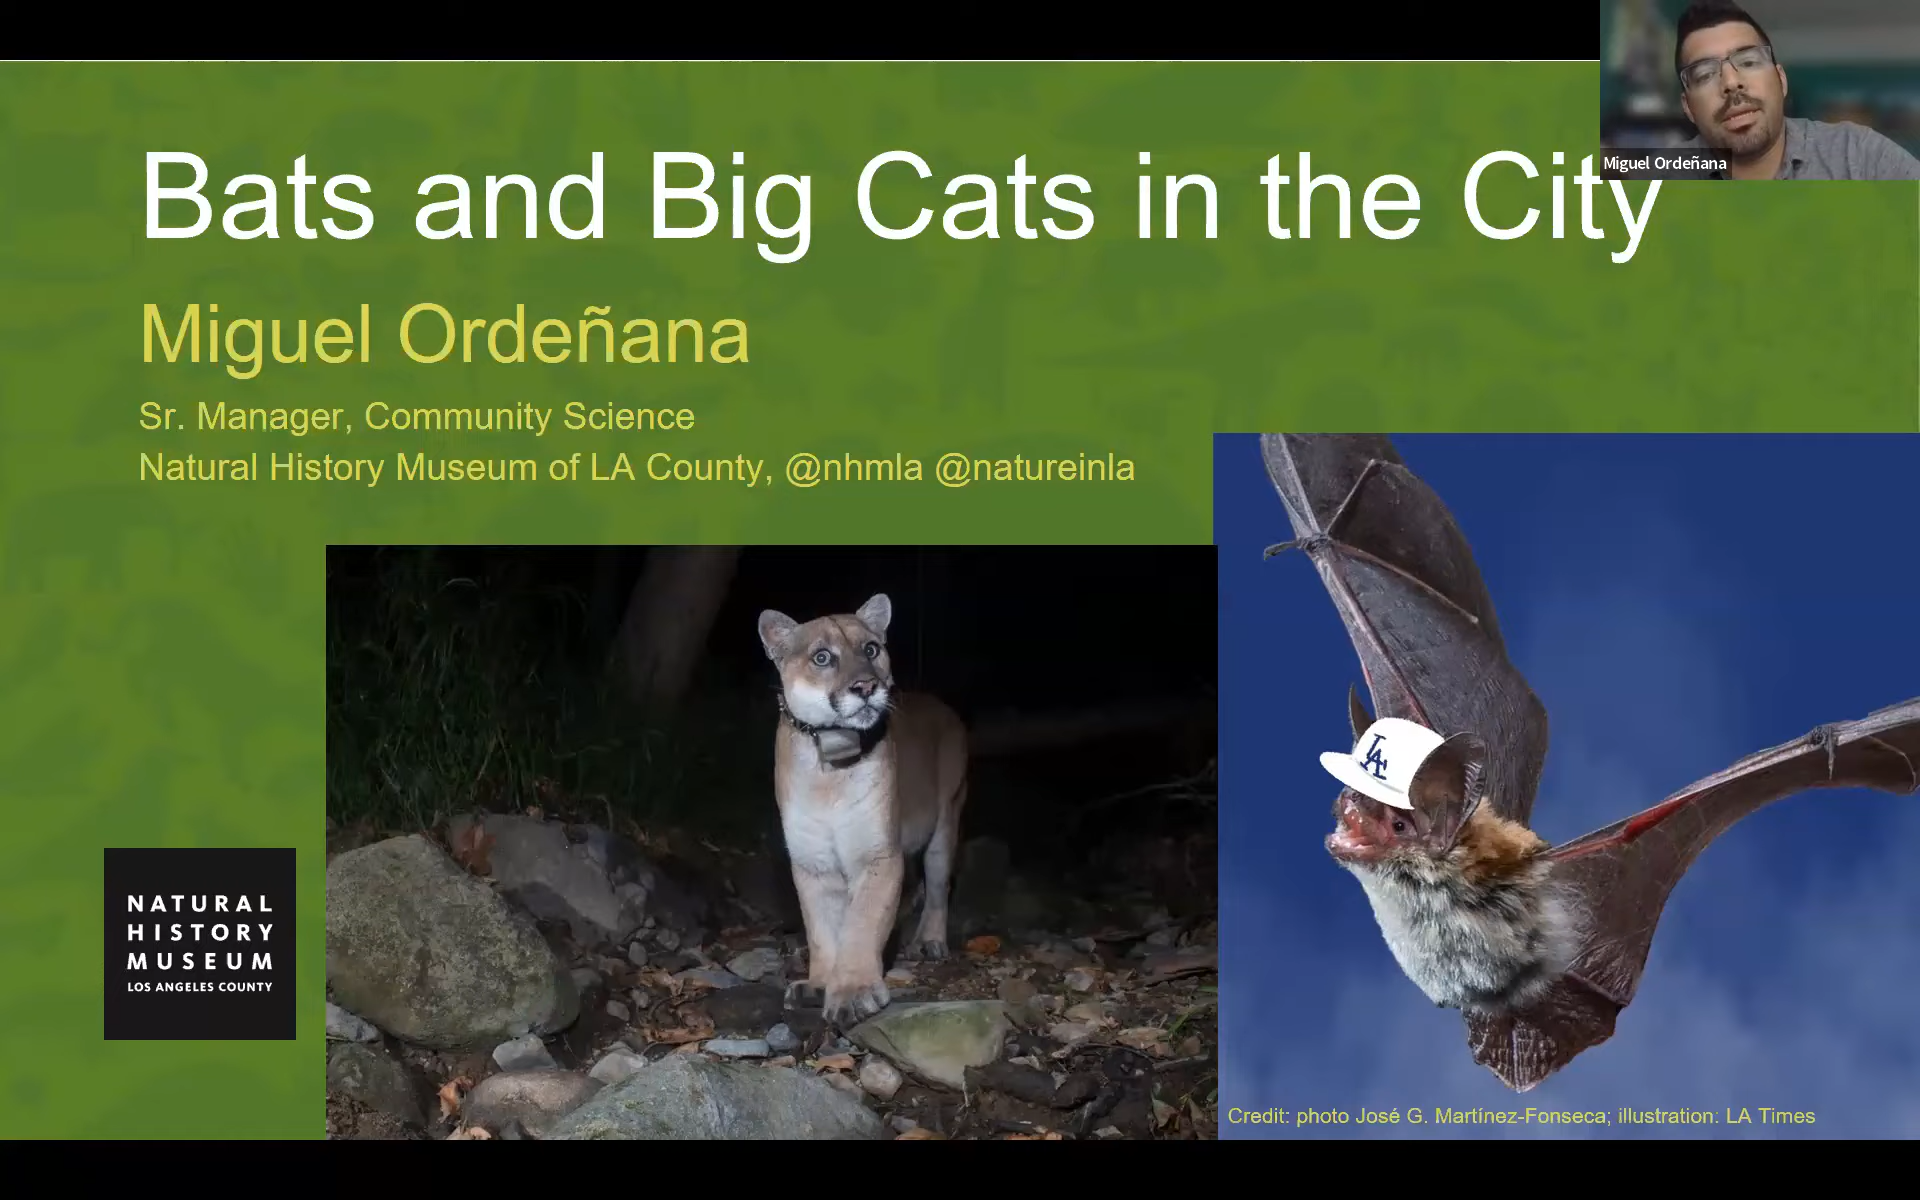 Bats and Big Cats in the City
Miguel Ordeñana
Miguel Ordeñana
Sr. Manager, Community Science
Natural History Museum of LA County, @nhmla @natureinla
LA
NATURAL
HISTORY
MUSEUM
LOS ANGELES COUNTY
Credit: photo José G. Martínez-Fonseca; illustration: LA Times